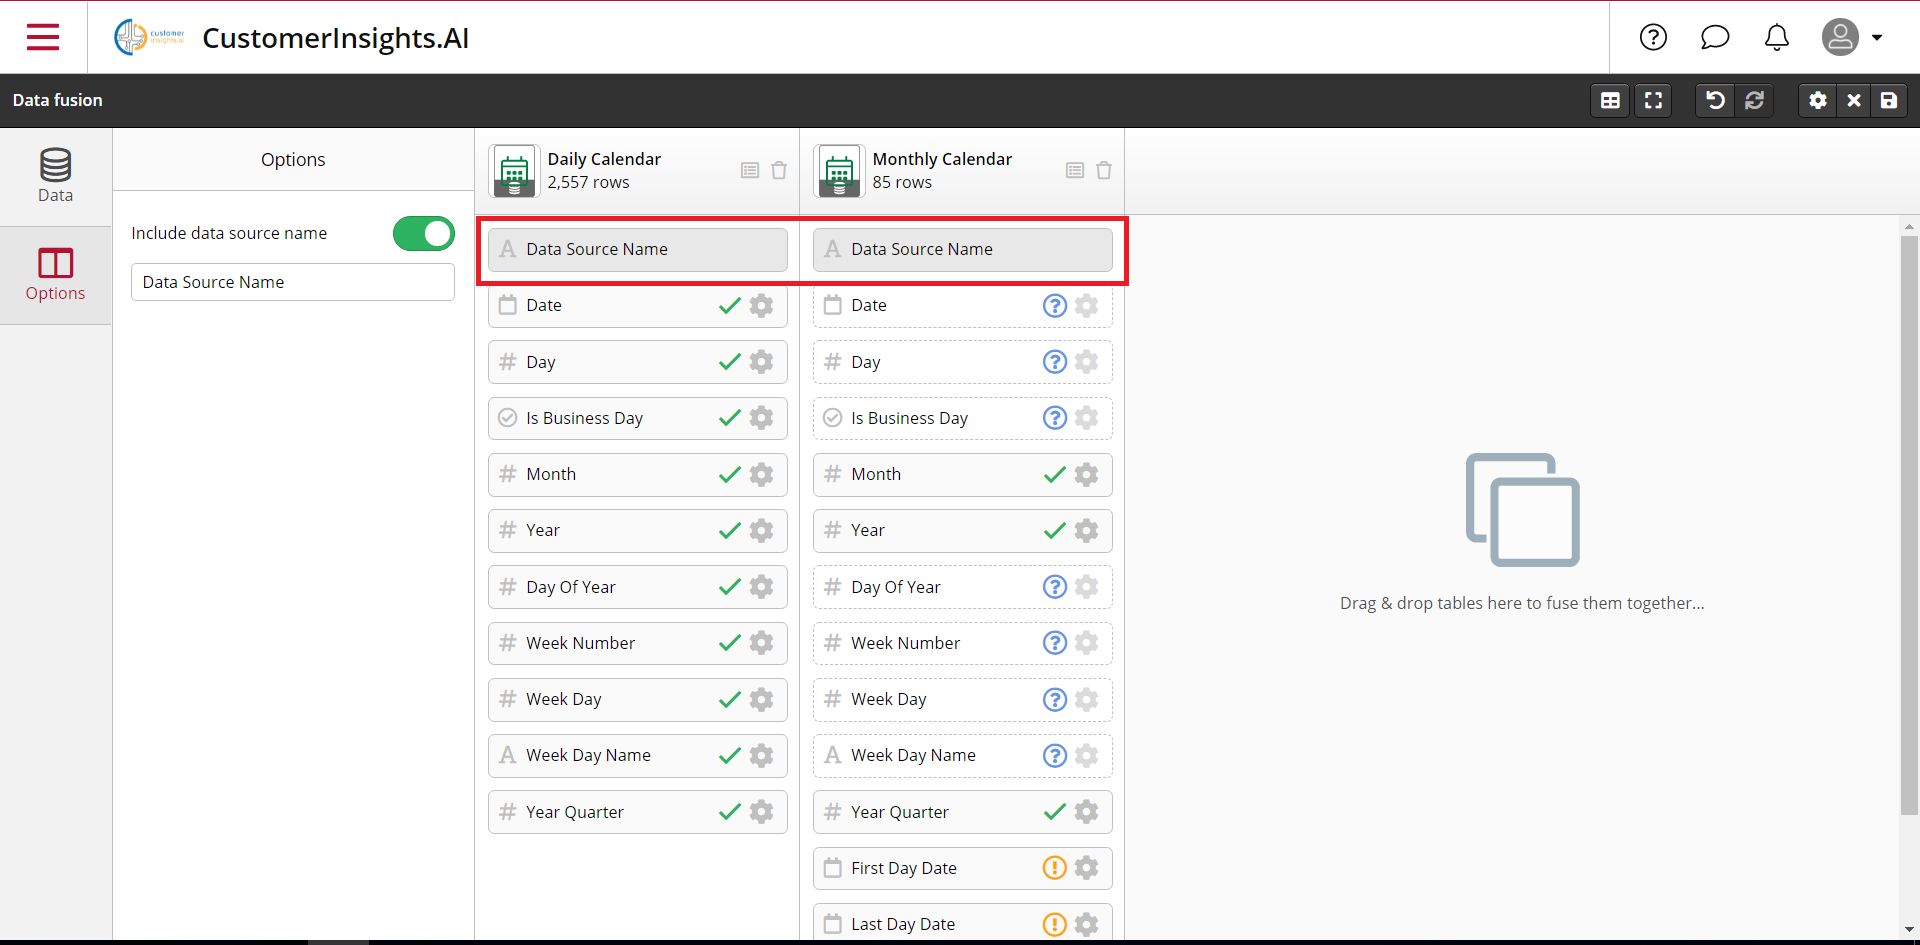 customer
insights.ai
CustomerInsights.AI
Data fusion
Data
Options
Options
Include data source name
Data Source Name
Daily Calendar
2,557 rows
Data Source Name
Date
Day
Is Business Day
Month
Year
Day Of Year
Week Number
Week Day
Week Day Name
Year Quarter
Monthly Calendar
85 rows
Data Source Name
Date
Day
Is Business Day
Month
Year
Day Of Year
Week Number
Week Day
Week Day Name
Year Quarter
First Day Date
Last Day Date
Drag & drop tables here to fuse them together...